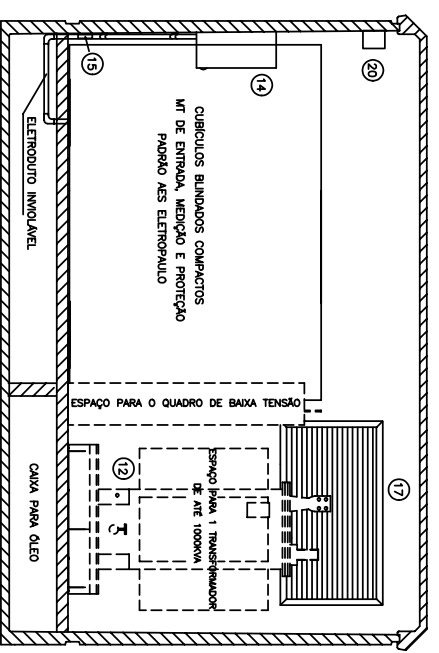 20
15
14
17
CUBÍCULOS BLINDADOS COMPACTOS
MT DE ENTRADA, MEDIÇÃO E PROTEÇÃO
PADRÃO AES ELETROPAULO
ELETRODUTO INVIOLÁVEL
ESPAÇO PARA O QUADRO DE BAIXA TENSÃO
12
ESPAÇO PARA 1 TRANSFORMADOR
DE ATÉ 1000KVA
CAIXA PARA ÓLEO